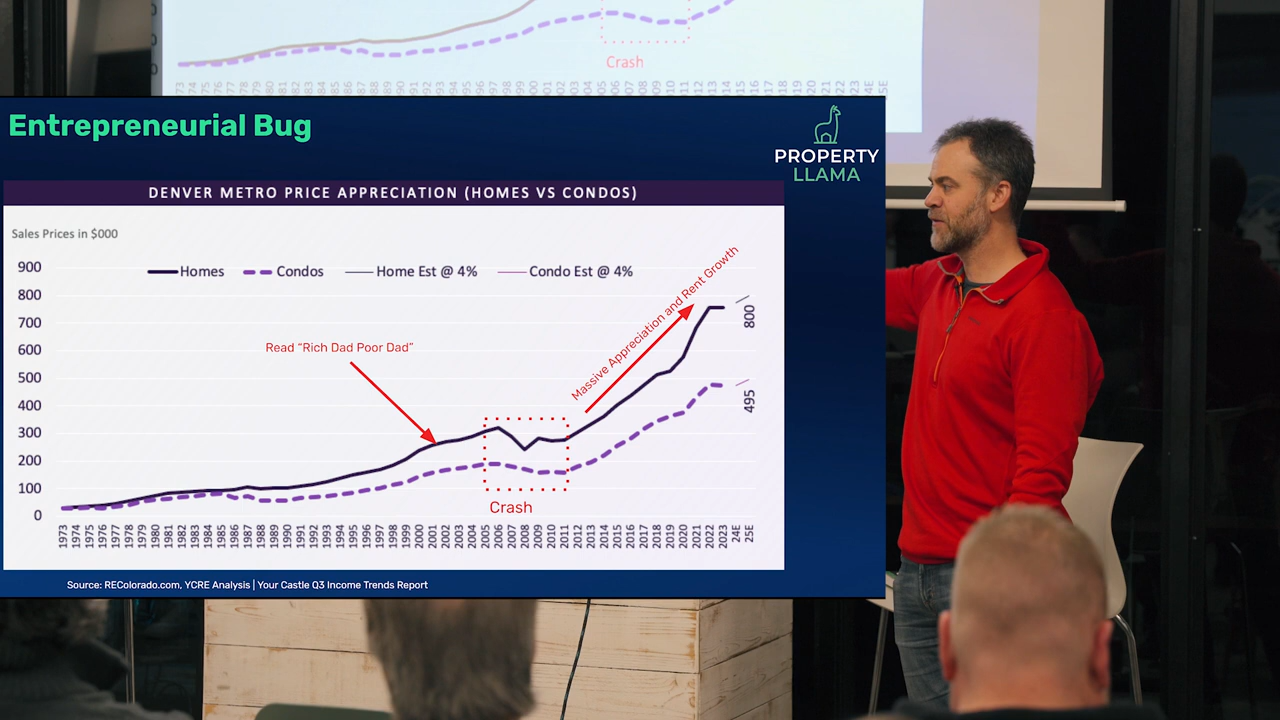 Crash
Entrepreneurial Bug
PROPERTY
LLAMA
DENVER METRO PRICE APPRECIATION (HOMES VS CONDOS)
Sales Prices in $000
Homes
Condos
Home Est @ 4%
Condo Est @ 4%
900
800
700
600
500
400
300
200
100
0
Read “Rich Dad Poor Dad”
Massive Appreciation and Rent Growth
800
495
Crash
1973 1974 1975 1976 1977 1978 1979 1980 1981 1982 1983 1984 1985 1986 1987 1988 1989 1990 1991 1992 1993 1994 1995 1996 1997 1998 1999 2000 2001 2002 2003 2004 2005 2006 2007 2008 2009 2010 2011 2012 2013 2014 2015 2016 2017 2018 2019 2020 2021 2022 2023 24E 25E
Source: REColorado.com, YCRE Analysis | Your Castle Q3 Income Trends Report